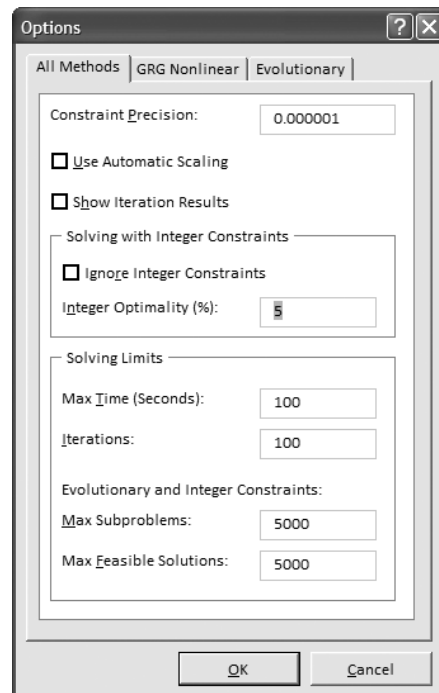 Options
All Methods GRG Nonlinear Evolutionary
Constraint Precision: 0.000001
Use Automatic Scaling
Show Iteration Results
Solving with Integer Constraints
Ignore Integer Constraints
Integer Optimality (%): 5
Solving Limits
Max Time (Seconds): 100
Iterations: 100
Evolutionary and Integer Constraints:
Max Subproblems: 5000
Max Feasible Solutions: 5000
OK Cancel